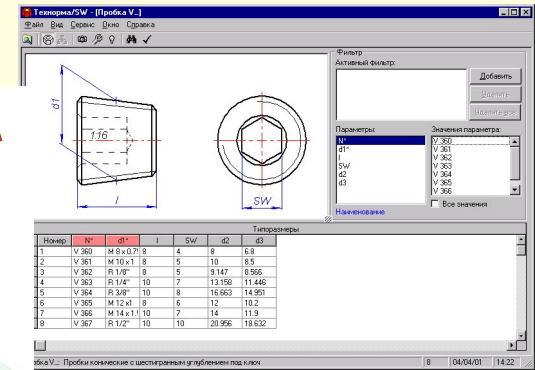 Технорма/SW - [Пробка V_]
Файл Вид Сервис Окно Справка
d1
1:16
l
SW
Фильтр
Активный фильтр:
Добавить
Удалить
Удалить все
Параметры:
Значения параметра:
N*
d1*
l
SW
d2
d3
V 360
V 361
V 362
V 363
V 364
V 365
V 366
Все значения
Наименование
Типоразмеры
Номер N* d1* l SW d2 d3
1 V 360 M 8 x 0.7! 8 4 8 6.8
2 V 361 M 10 x 1 8 5 10 8.5
3 V 362 R 1/8" 8 5 9.147 8.566
4 V 363 R 1/4" 10 7 13.158 11.446
5 V 364 R 3/8" 10 8 16.663 14.951
6 V 365 M 12 x1 8 6 12 10.2
7 V 366 M 14 x 1.! 10 7 14 11.9
8 V 367 R 1/2" 10 10 20.956 18.632
обка V_: Пробки конические с шестигранным углублением под ключ 8 04/04/01 14:22